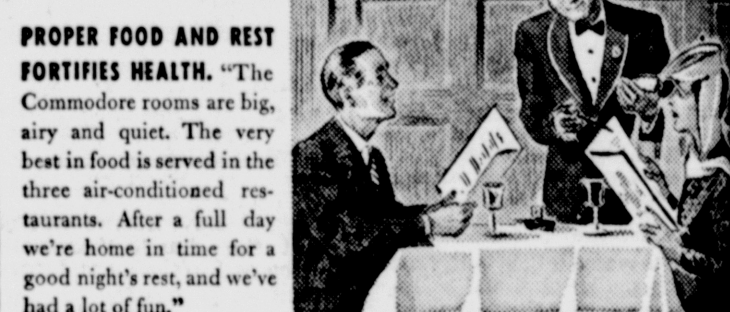 PROPER FOOD AND REST
FORTIFIES HEALTH. “The
Commodore rooms are big,
airy and quiet. The very
best in food is served in the
three air-conditioned res-
taurants. After a full day
we're home in time for a
good night's rest, and we've
had a lot of fun.”